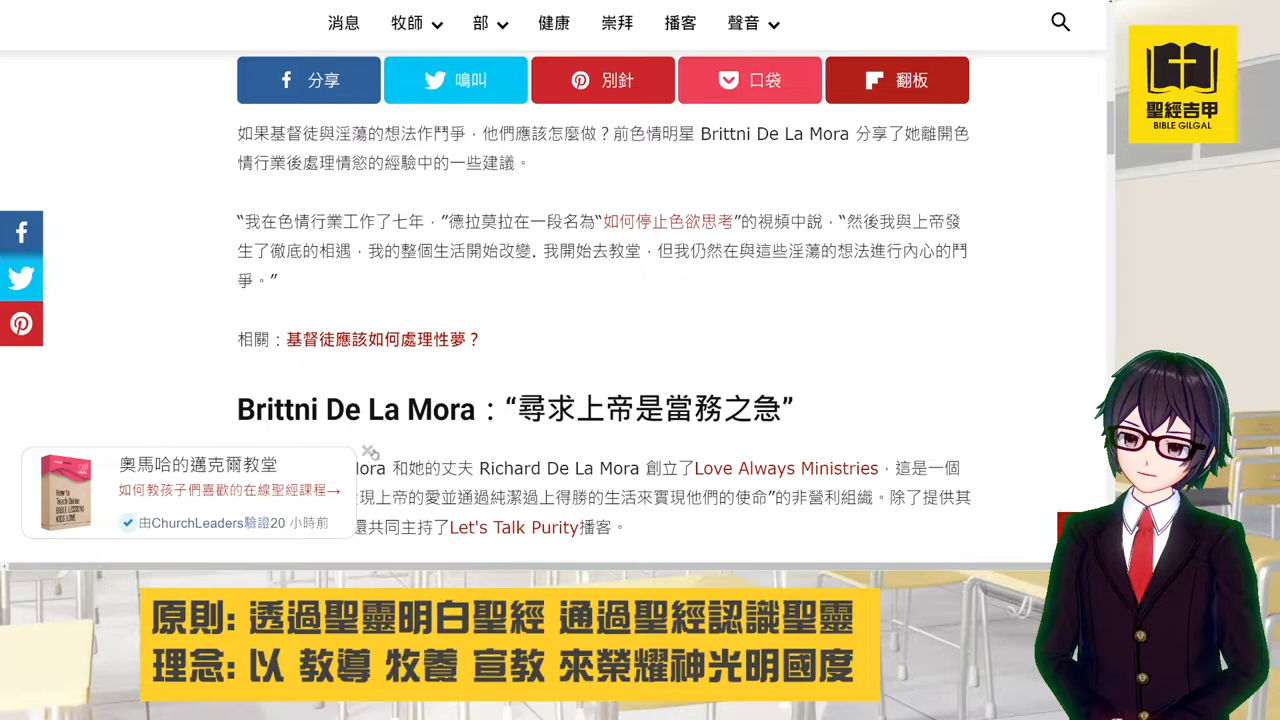 消息 牧師 部 健康 崇拜 播客 聲音
分享 鳴叫 別針 口袋 翻板
聖經吉甲
BIBLE GILGAL
如果基督徒與淫蕩的想法作鬥爭，他們應該怎麼做？前色情明星 Brittni De La Mora 分享了她離開色
情行業後處理情慾的經驗中的一些建議。
“我在色情行業工作了七年，”德拉莫拉在一段名為“如何停止色欲思考”的視頻中說，“然後我與上帝發
生了徹底的相遇，我的整個生活開始改變. 我開始去教堂，但我仍然在與這些淫蕩的想法進行內心的鬥
爭。”
相關：基督徒應該如何處理性夢？
Brittni De La Mora：“尋求上帝是當務之急”
ora 和她的丈夫 Richard De La Mora 創立了Love Always Ministries，這是一個
現上帝的愛並通過純潔過上得勝的生活來實現他們的使命”的非營利組織。除了提供其
還共同主持了Let's Talk Purity播客。
奧馬哈的邁克爾教堂
如何教孩子們喜歡的在線聖經課程→
由ChurchLeaders驗證20 小時前
How to
Teach Online
BIBLE LESSONS
KIDS LOVE
原則: 透過聖靈明白聖經 通過聖經認識聖靈
理念: 以 教導 牧養 宣教 來榮耀神光明國度